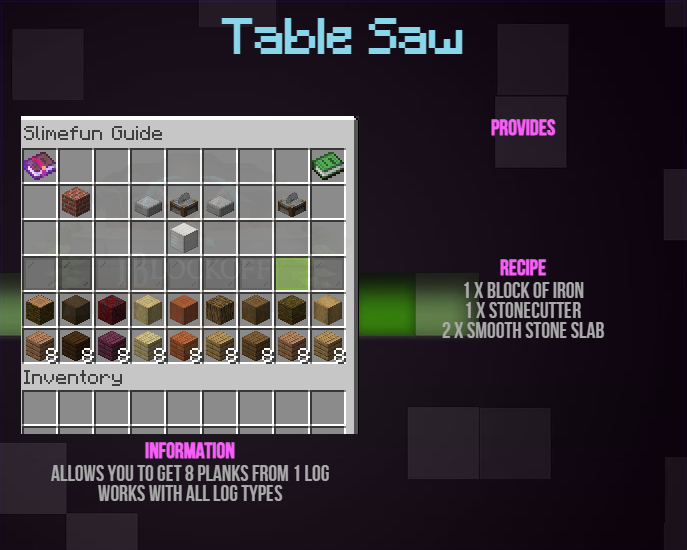 Table Saw
Slimefun Guide
PROVIDES
RECIPE
1 X BLOCK OF IRON
1 X STONECUTTER
2 X SMOOTH STONE SLAB
8 8 8 8 8 8 8 8 8
Inventory
INFORMATION
ALLOWS YOU TO GET 8 PLANKS FROM 1 LOG
WORKS WITH ALL LOG TYPES